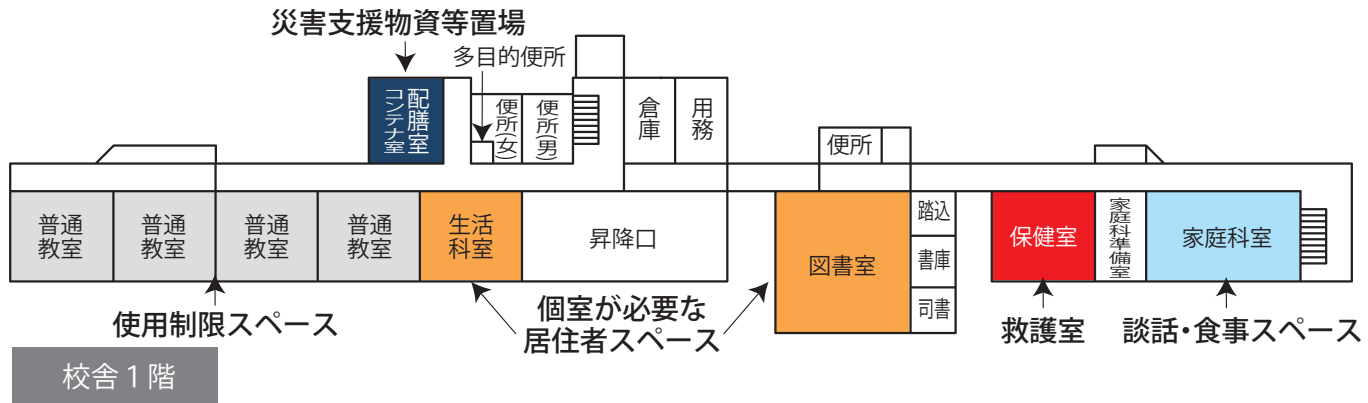 災害支援物資等置場
多目的便所
配膳室
コンテナ室
便所(女)
便所(男)
倉庫
用務
便所
普通
教室
普通
教室
普通
教室
普通
教室
生活
科室
昇降口
図書室
踏込
書庫
司書
保健室
家庭科準備室
家庭科室
使用制限スペース
個室が必要な
居住者スペース
救護室
談話・食事スペース
校舎1階